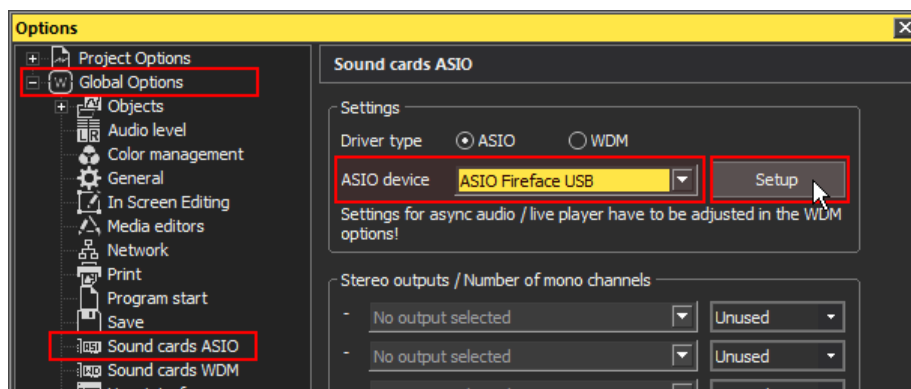 Options
Project Options
Global Options
Objects
Audio level
Color management
General
In Screen Editing
Media editors
Network
Print
Program start
Save
Sound cards ASIO
Sound cards WDM
Sound cards ASIO
Settings
Driver type ASIO WDM
ASIO device ASIO Fireface USB Setup
Settings for async audio / live player have to be adjusted in the WDM
options!
Stereo outputs / Number of mono channels
- No output selected Unused
- No output selected Unused